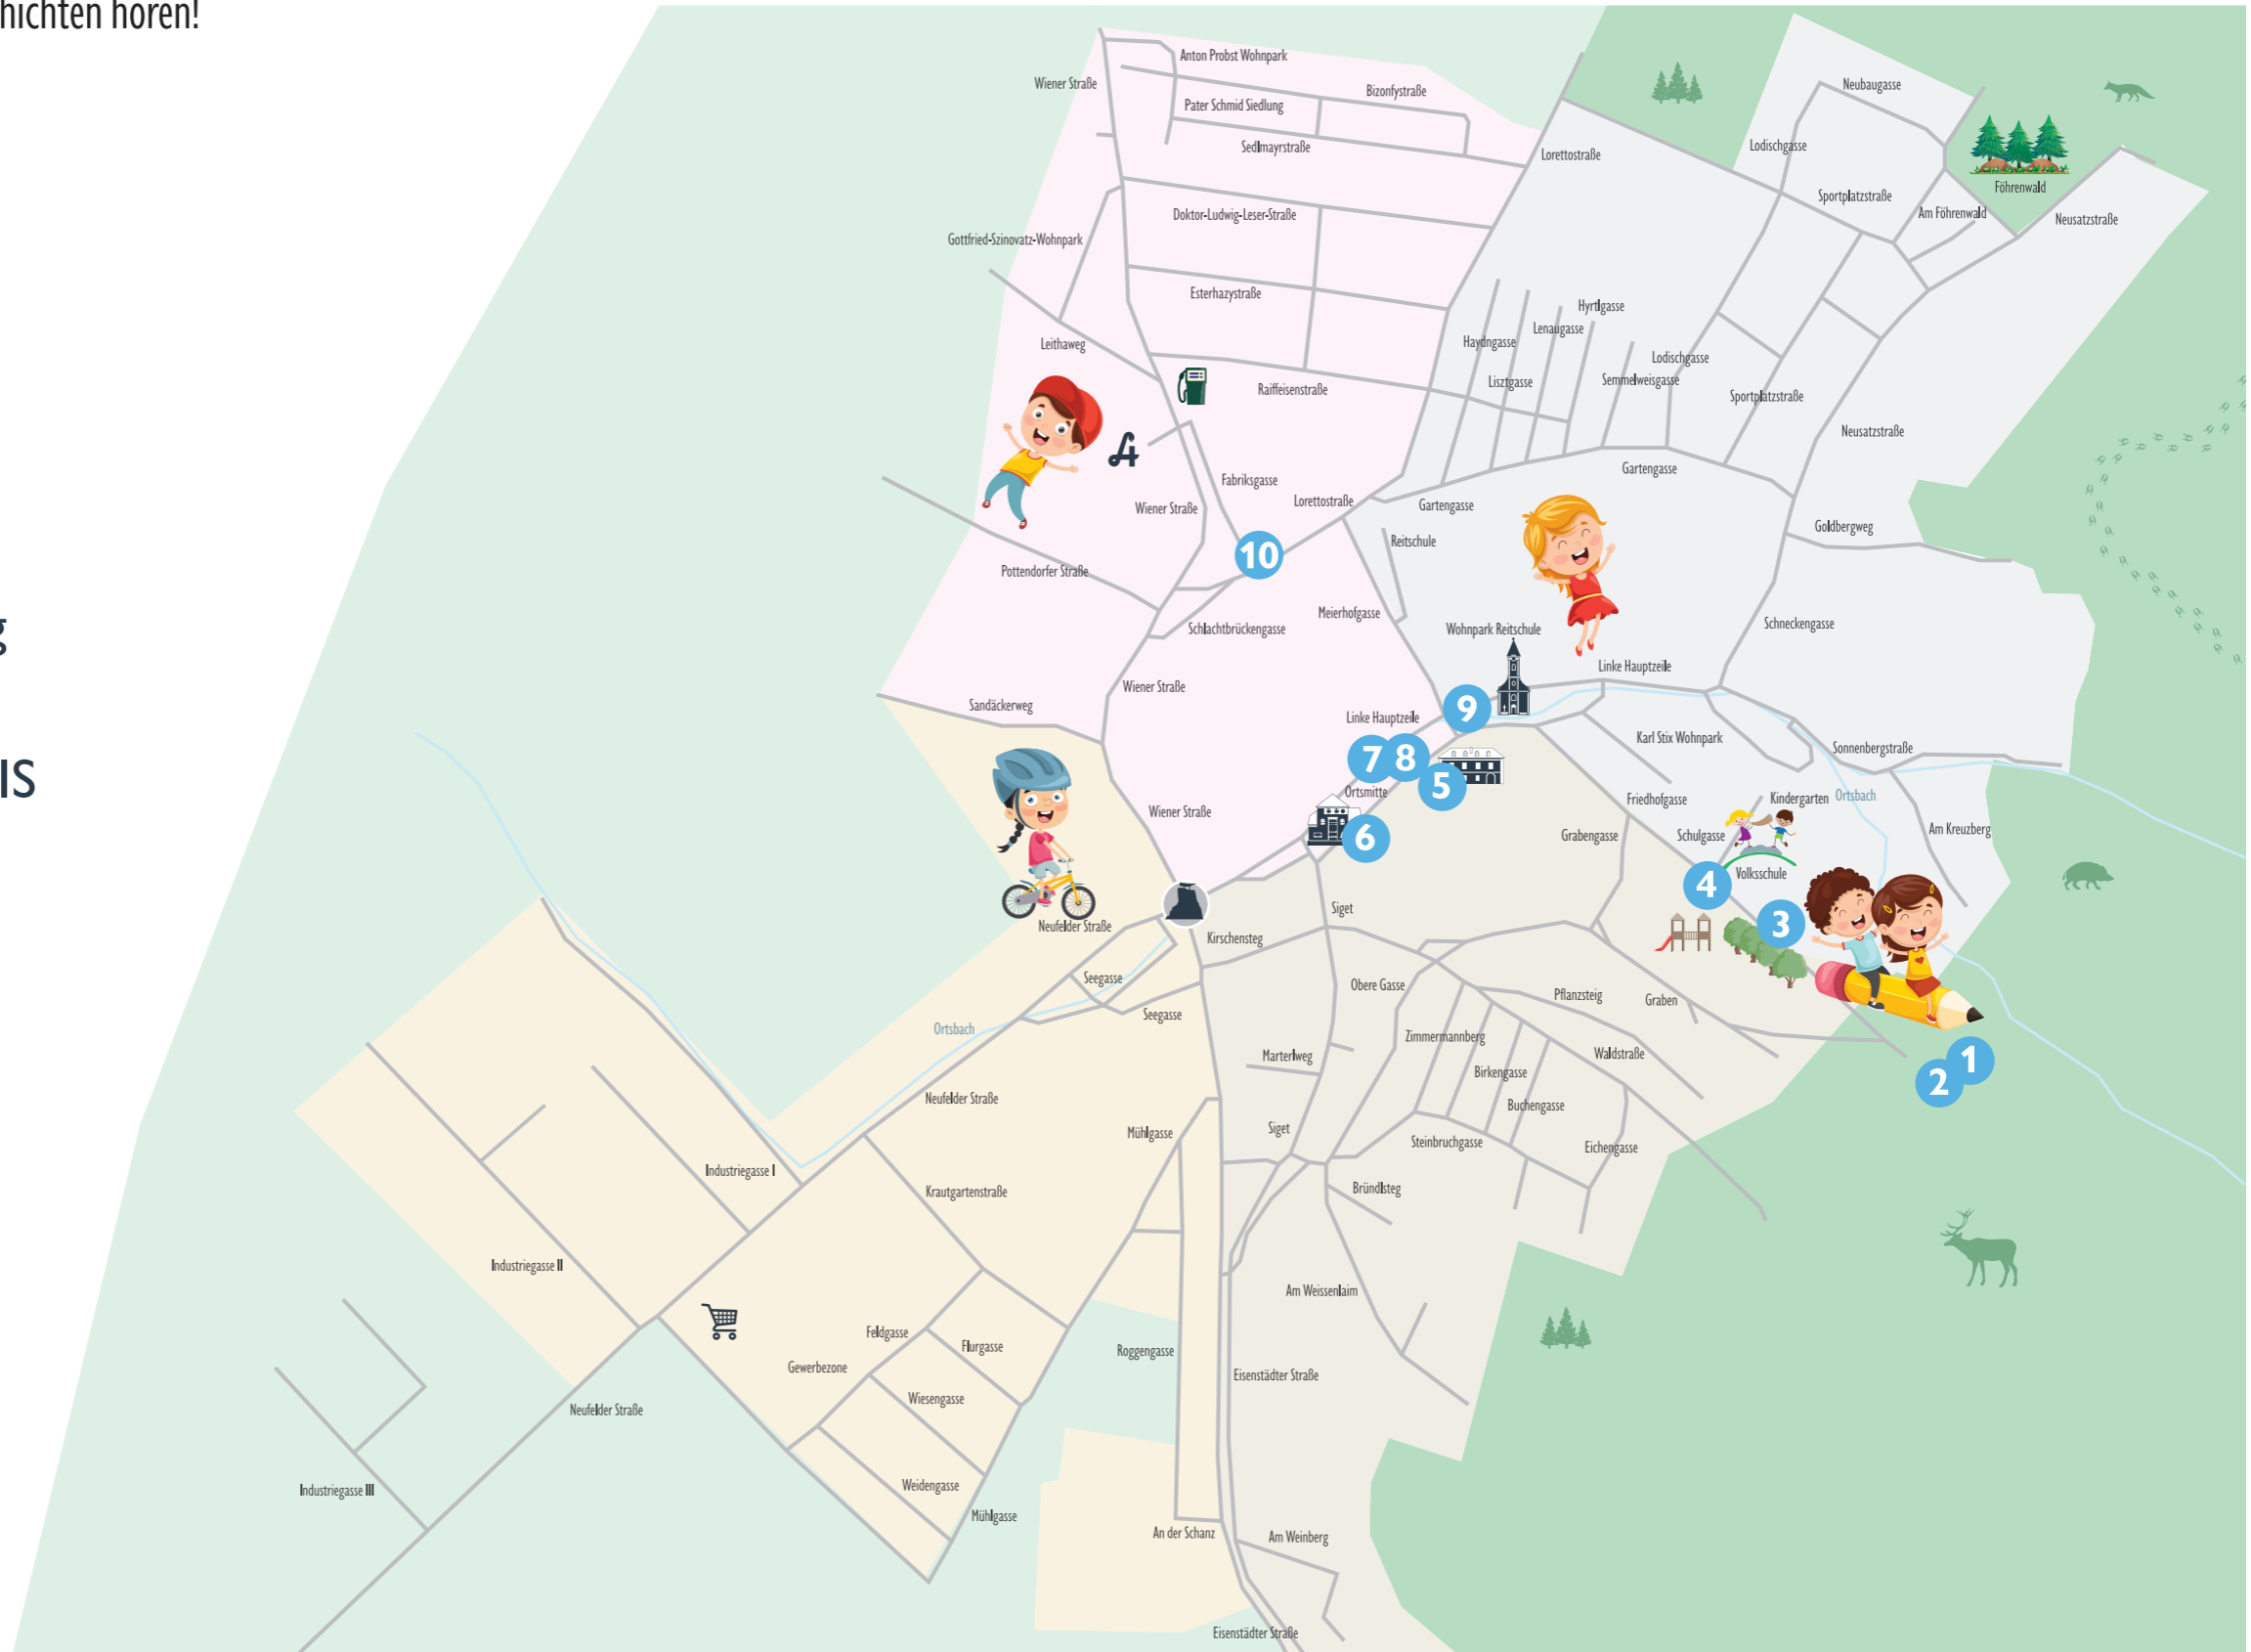 hichten hören!
g
IS
Anton Probst Wohnpark
Wiener Straße
Bizonfystraße
Pater Schmid Siedlung
Sedlmayrstraße
Lorettostraße
Neubaugasse
Lodischgasse
Föhrenwald
Sportplatzstraße
Am Föhrenwald
Neusatzstraße
Doktor-Ludwig-Leser-Straße
Gottfried-Szinovatz-Wohnpark
Esterhazystraße
Hyrtlgasse
Lenaugasse
Haydngasse
Leithaweg
Lodischgasse
Semmelweisgasse
Lisztgasse
Raiffeisenstraße
Sportplatzstraße
Neusatzstraße
Gartengasse
Fabriksgasse
Lorettostraße
Gartengasse
Wiener Straße
Goldbergweg
Reitschule
10
Pottendorfer Straße
Meierhofgasse
Schlachtbrückengasse
Wohnpark Reitschule
Schneckengasse
Linke Hauptzeile
Wiener Straße
Sandäckerweg
9
Linke Hauptzeile
Karl Stix Wohnpark
Sonnenbergstraße
7
8
5
Ortsmitte
Friedhofgasse
Kindergarten
Ortsbach
Wiener Straße
6
Grabengasse
Schulgasse
Am Kreuzberg
Volksschule
4
3
Siget
Neufelder Straße
Kirschensteg
Seegasse
Obere Gasse
Pflanzsteig
Graben
Seegasse
Ortsbach
Zimmermannberg
Marterlweg
Waldstraße
1
2
Birkengasse
Neufelder Straße
Buchengasse
Mühlgasse
Siget
Steinbruchgasse
Eichengasse
Industriegasse I
Krautgartenstraße
Bründlsteg
Industriegasse II
Am Weissenlaim
Feldgasse
Flurgasse
Roggengasse
Gewerbezone
Eisenstädter Straße
Wiesengasse
Neufelder Straße
Weidengasse
Industriegasse III
Mühlgasse
An der Schanz
Am Weinberg
Eisenstädter Straße